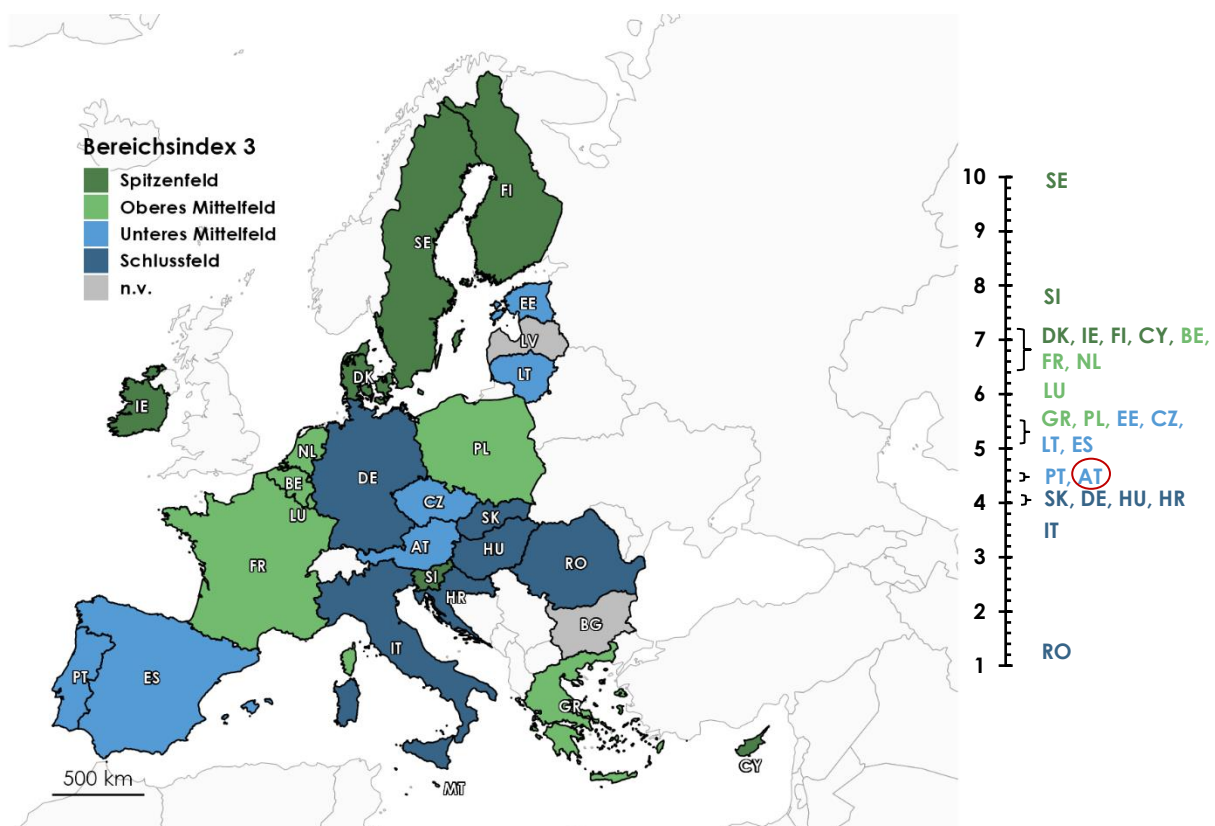 Bereichsindex 3
Spitzenfeld
Oberes Mittelfeld
Unteres Mittelfeld
Schlussfeld
n.v.
FI
SE
EE
LV
LT
DK
IE
NL
PL
DE
BE
LU
CZ
SK
FR
AT
HU
RO
SI
HR
BG
IT
PT
ES
GR
CY
MT
500 km
10
SE
9
8
SI
7
DK, IE, FI, CY, BE,
FR, NL
6
LU
GR, PL, EE, CZ,
5
LT, ES
PT, AT
4
SK, DE, HU, HR
IT
3
2
RO
1